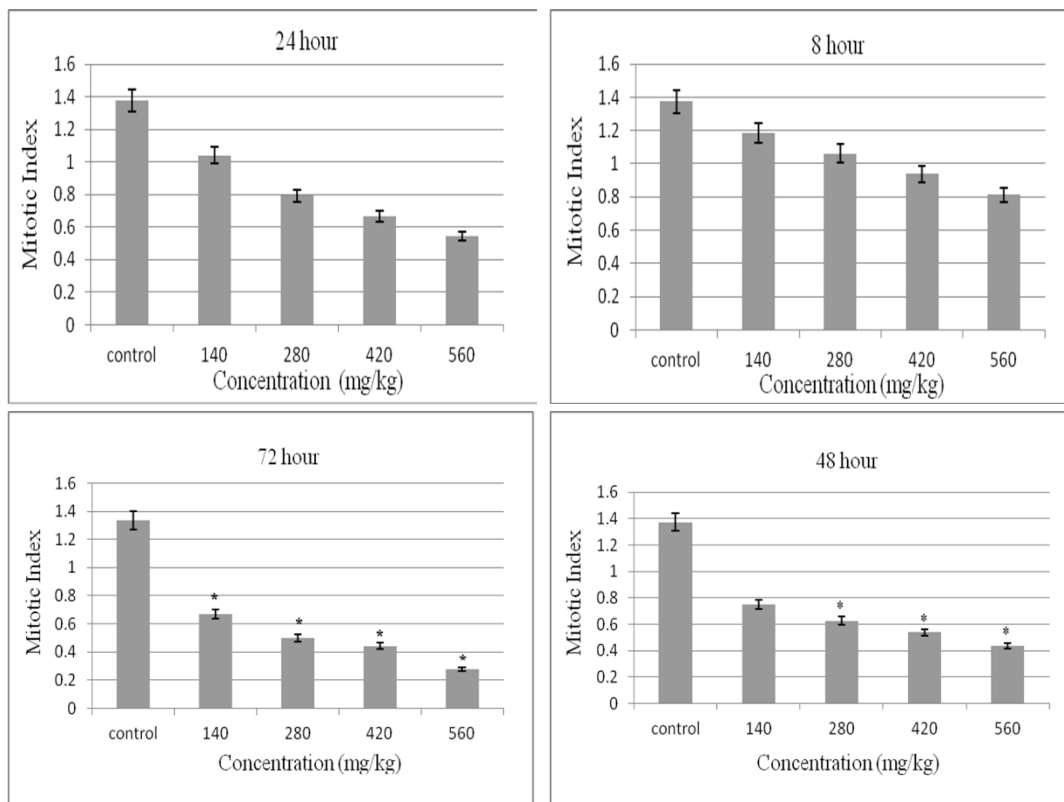 24 hour
Mitotic Index
1.6
1.4
1.2
1
0.8
0.6
0.4
0.2
0
control 140 280 420 560
Concentration (mg/kg)
8 hour
Mitotic Index
1.6
1.4
1.2
1
0.8
0.6
0.4
0.2
0
control 140 280 420 560
Concentration (mg/kg)
72 hour
Mitotic Index
1.6
1.4
1.2
1
0.8
0.6
0.4
0.2
0
* * * *
control 140 280 420 560
Concentration (mg/kg)
48 hour
Mitotic Index
1.6
1.4
1.2
1
0.8
0.6
0.4
0.2
0
* * *
control 140 280 420 560
Concentration (mg/kg)